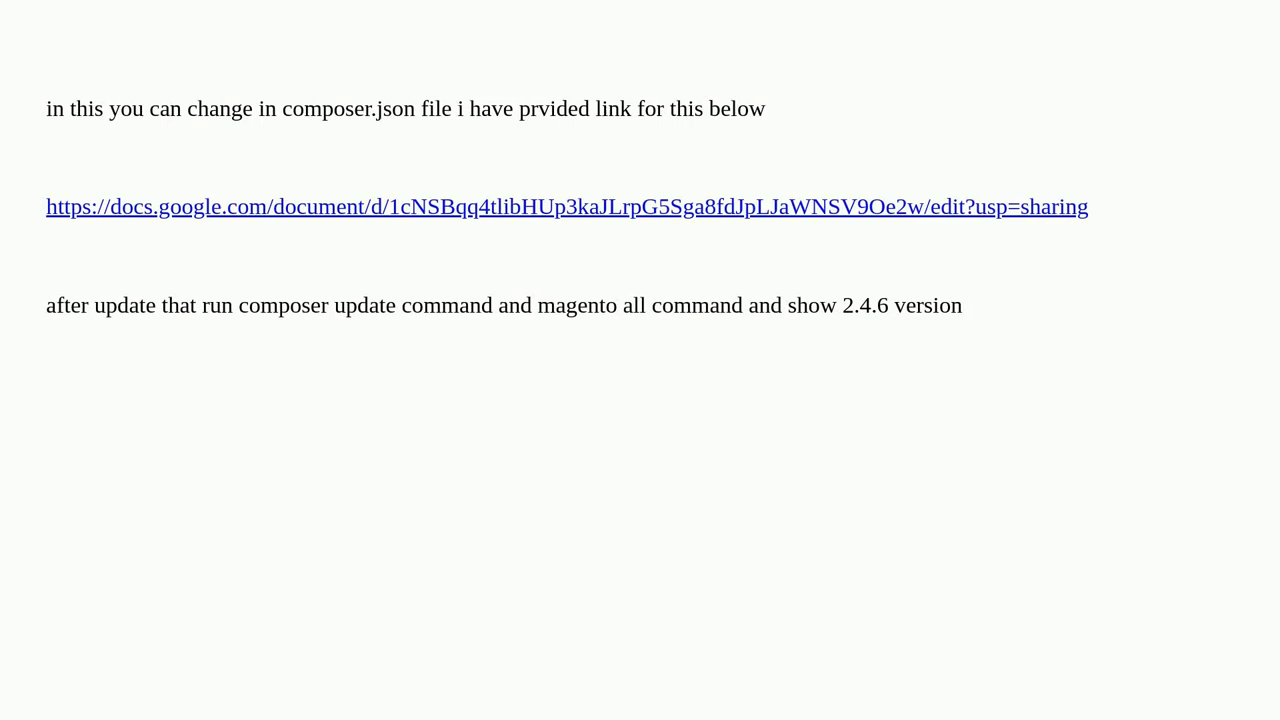 in this you can change in composer.json file i have prvided link for this below
https://docs.google.com/document/d/1cNSBqq4tlibHUp3kaJLrpG5Sga8fdJpLJaWNSV9Oe2w/edit?usp=sharing
after update that run composer update command and magento all command and show 2.4.6 version